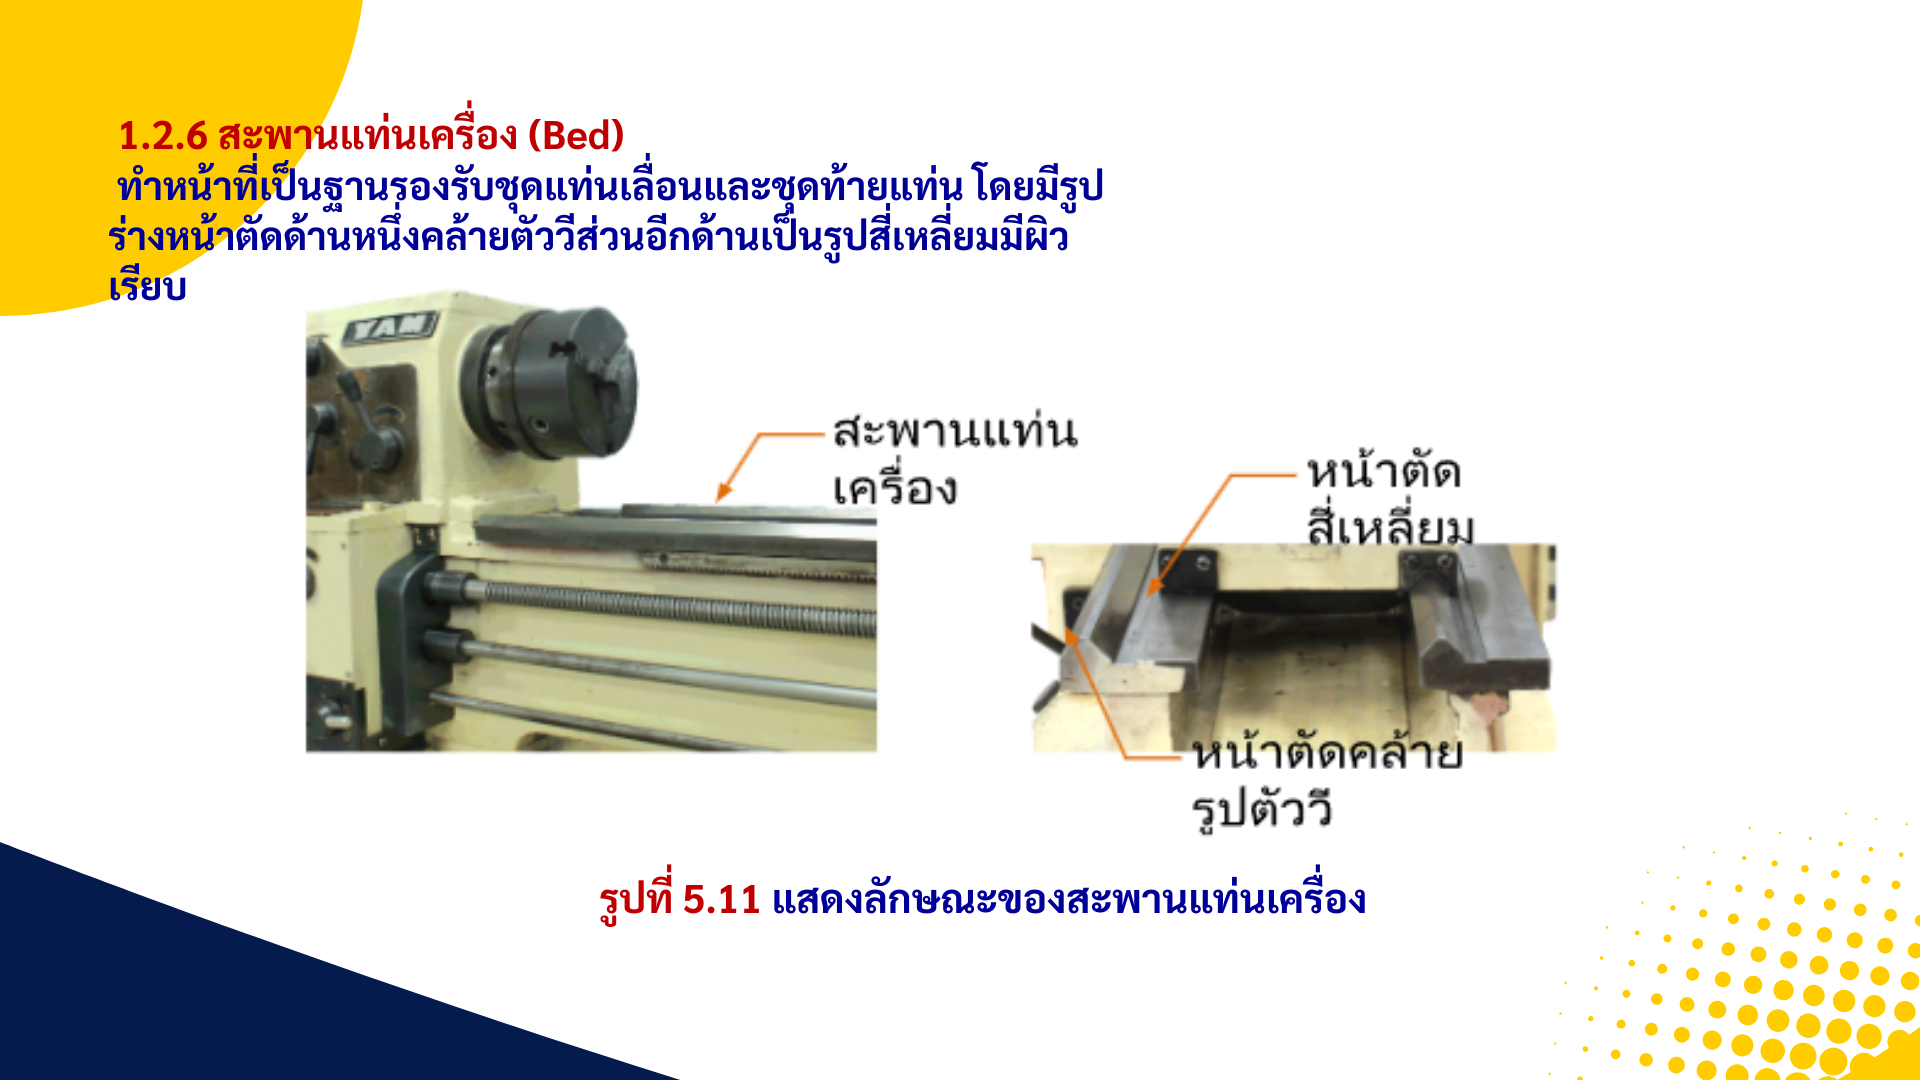 1.2.6 สะพานแท่นเครื่อง (Bed)
ทำหน้าที่เป็นฐานรองรับชุดแท่นเลื่อนและชุดท้ายแท่น โดยมีรูป
ร่างหน้าตัดด้านหนึ่งคล้ายตัววีส่วนอีกด้านเป็นรูปสี่เหลี่ยมมีผิว
เรียบ
YAM
สะพานแท่น
เครื่อง
หน้าตัด
สี่เหลี่ยม
หน้าตัดคล้าย
รูปตัววี
รูปที่ 5.11 แสดงลักษณะของสะพานแท่นเครื่อง